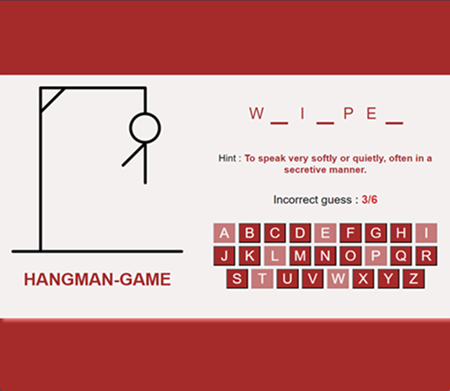 W _ I _ P E _
Hint : To speak very softly or quietly, often in a
secretive manner.
Incorrect guess : 3/6
A B C D E F G H I
J K L M N O P Q R
S T U V W X Y Z
HANGMAN-GAME